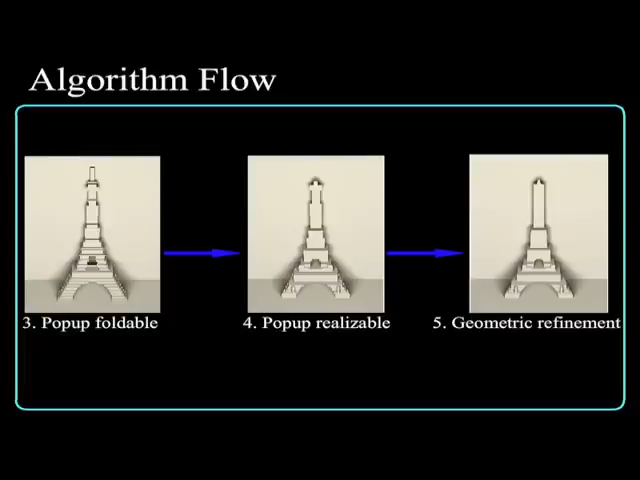 Algorithm Flow
3. Popup foldable
4. Popup realizable
5. Geometric refinement